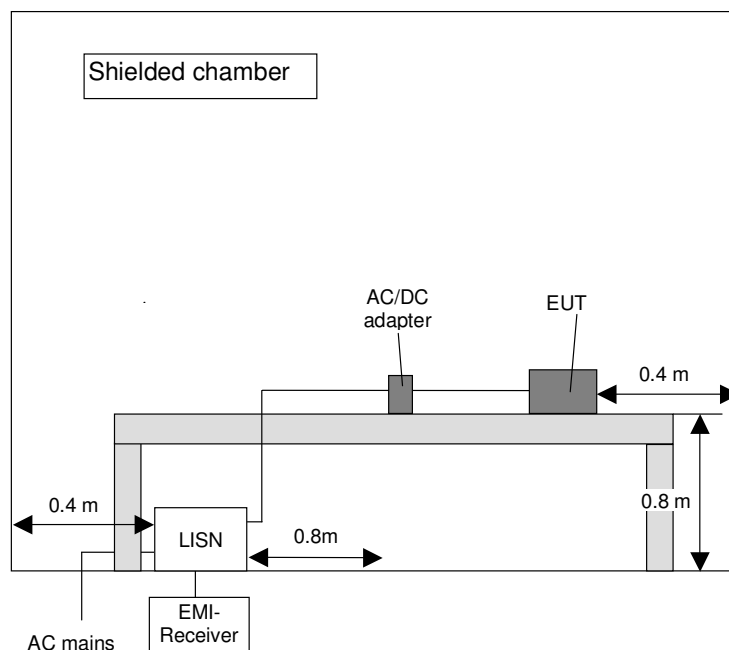 Shielded chamber
AC/DC
adapter
EUT
0.4 m
0.4 m
0.8 m
LISN
0.8m
EMI-
Receiver
AC mains